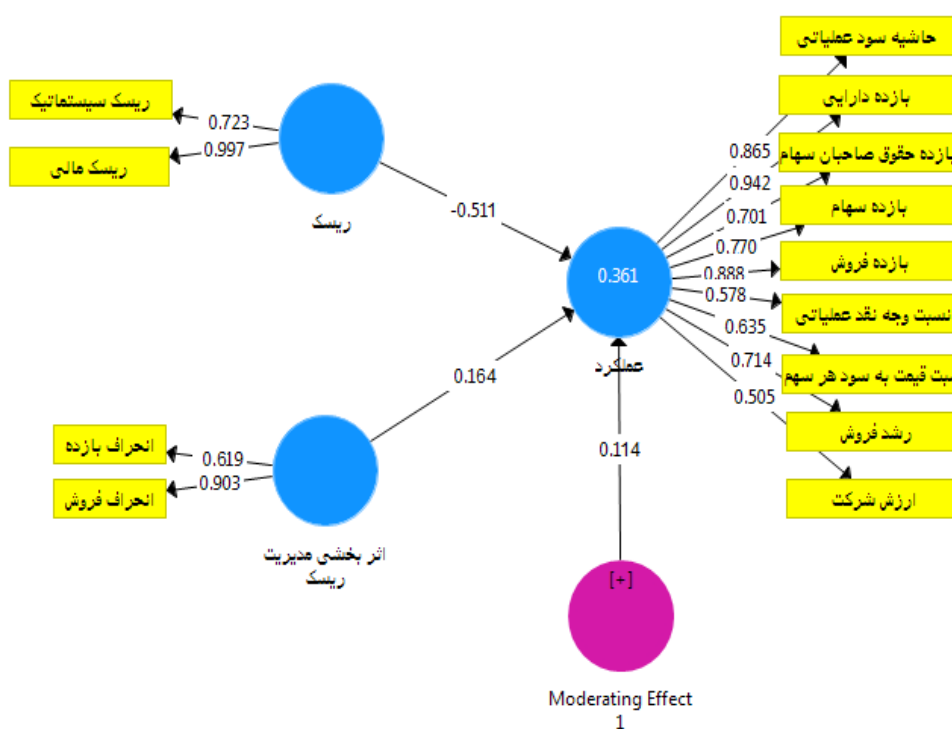 حاشیه سود عملیاتی
ریسک سیستماتیک
0.723
0.997
ریسک مالی
ریسک
-0.511
بازده دارایی
0.865
بازده حقوق صاحبان سهام
0.942
0.701
بازده سهام
0.770
بازده فروش
0.888
0.361
0.578
نسبت وجه نقد عملیاتی
0.635
عملکرد
سبت قیمت به سود هر سهم
0.714
0.505
رشد فروش
0.164
انحراف بازده
0.619
0.903
انحراف فروش
0.114
ارزش شرکت
اثر بخشی مدیریت
ریسک
[+]
Moderating Effect
1